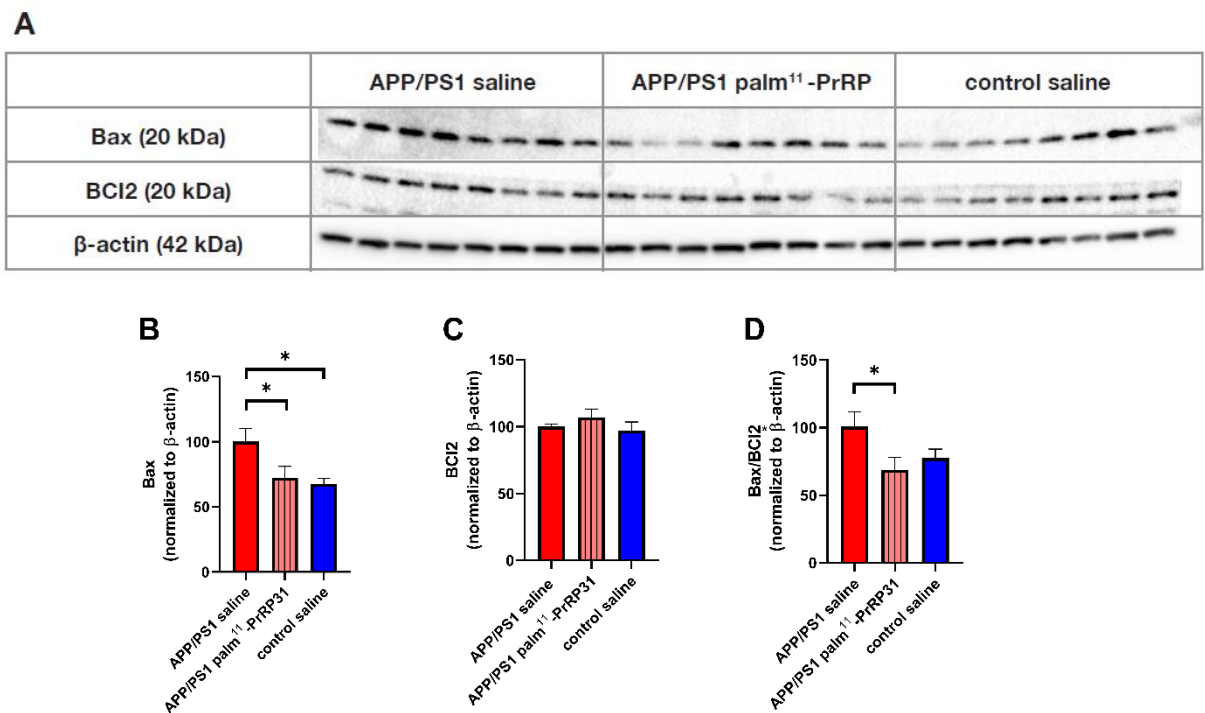 A
APP/PS1 saline
APP/PS1 palm¹¹ -PrRP
control saline
Bax (20 kDa)
BCl2 (20 kDa)
β-actin (42 kDa)
B
Bax
(normalized to β-actin)
150
100
50
0
*
*
APP/PS1 saline
APP/PS1 palm¹¹-PrRP31
control saline
C
BCl2
(normalized to β-actin)
150
100
50
0
APP/PS1 saline
APP/PS1 palm¹¹-PrRP31
control saline
D
Bax/BCl2*
(normalized to β-actin)
150
100
50
0
*
APP/PS1 saline
APP/PS1 palm¹¹-PrRP31
control saline